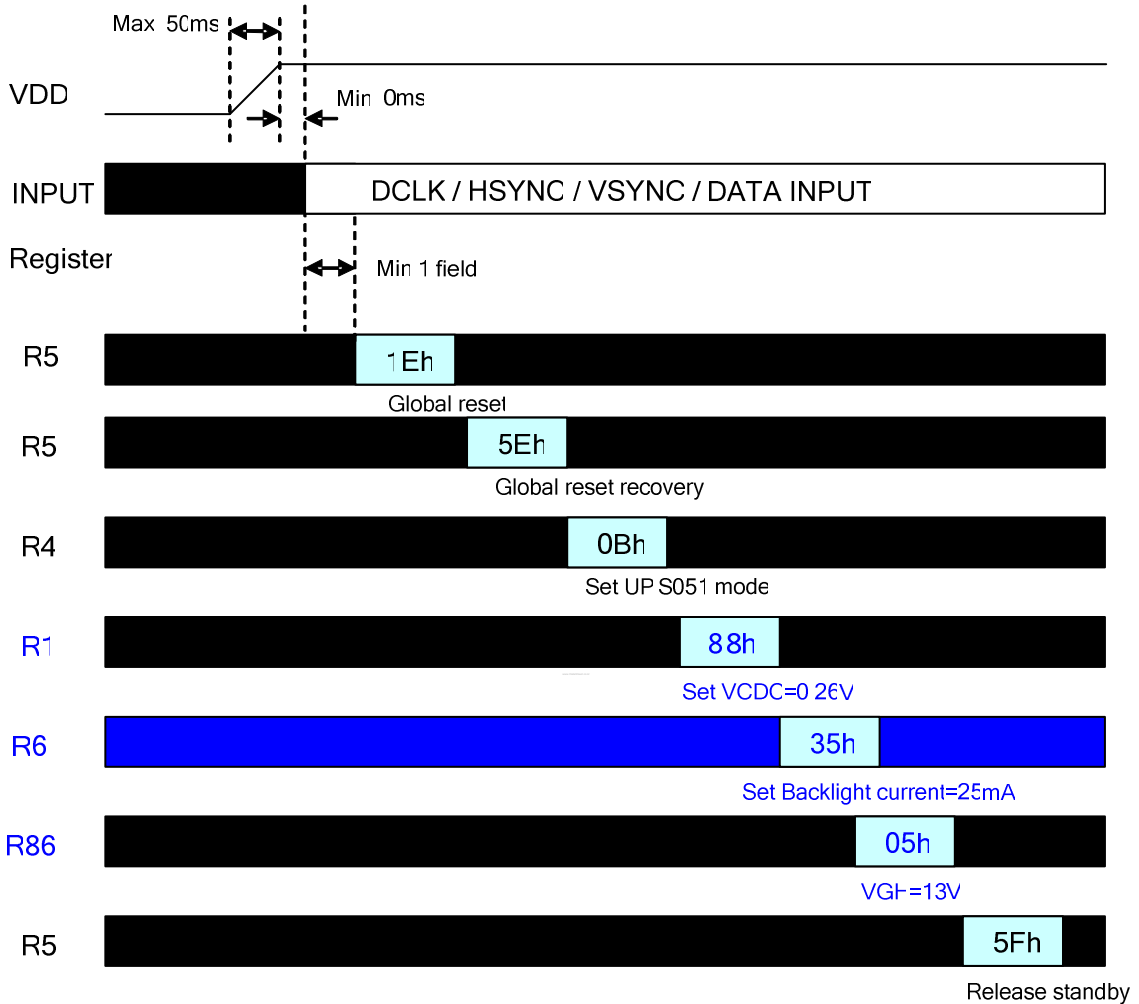 Max 50ms
VDD
Min 0ms
INPUT DCLK / HSYNC / VSYNC / DATA INPUT
Register
Min 1 field
R5 1Eh
Global reset
R5 5Eh
Global reset recovery
R4 0Bh
Set UPS051 mode
R1 88h
Set VCDC=0 26V
R6 35h
Set Backlight current=25mA
R86 05h
VGH=13V
R5 5Fh
Release standby